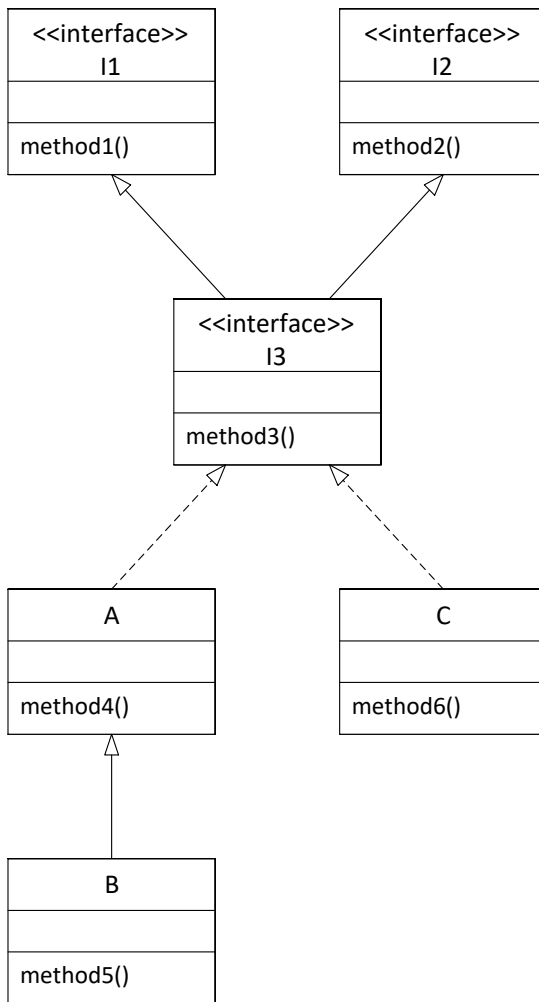 <<interface>>
I1
method1()
<<interface>>
I2
method2()
<<interface>>
I3
method3()
A
method4()
C
method6()
B
method5()